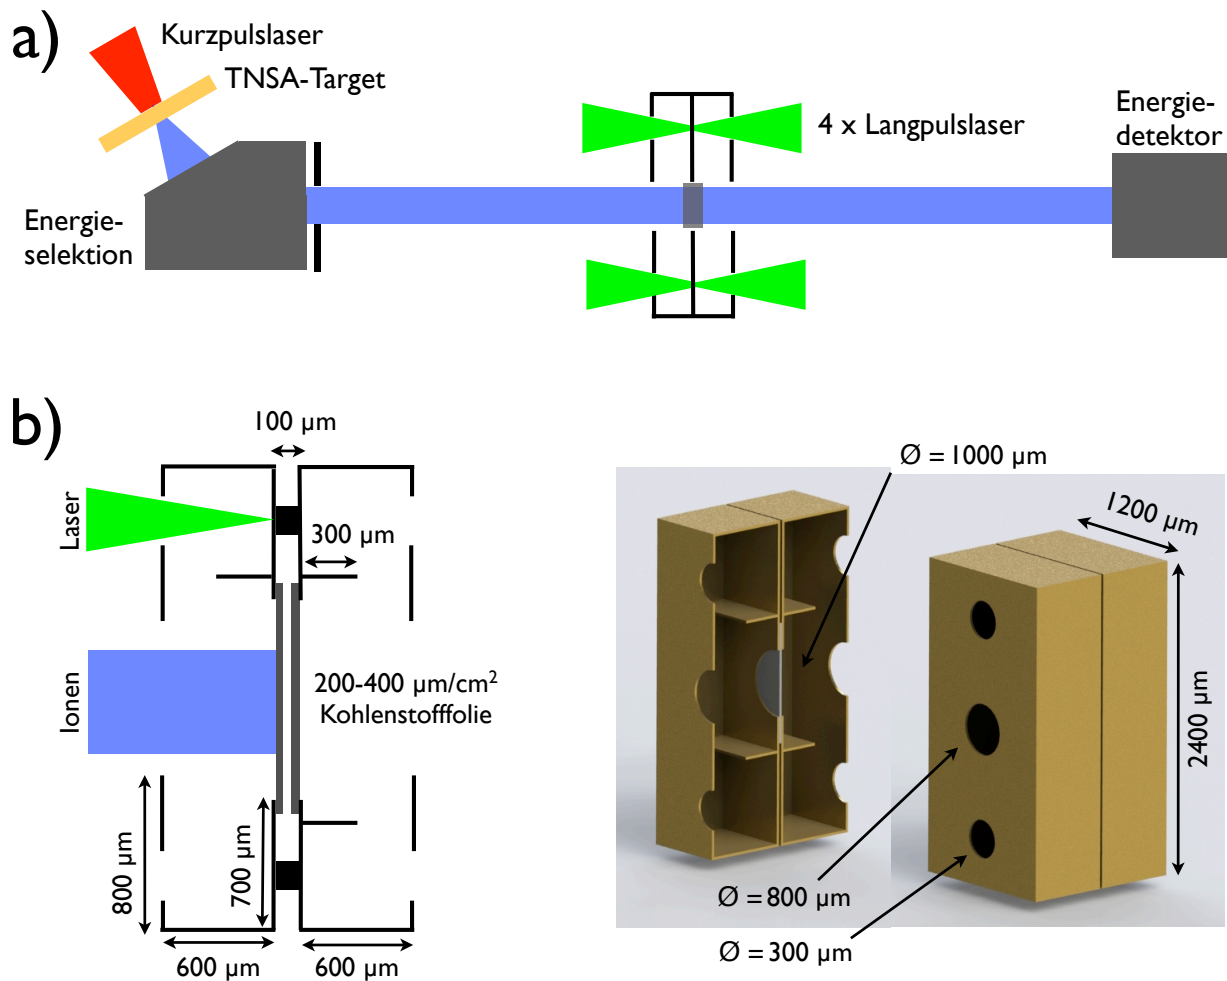 a)
Kurzpulslaser
TNSA-Target
Energie-
selektion
4 x Langpulslaser
Energie-
detektor
b)
100 µm
Laser
300 µm
Ionen
200-400 µm/cm²
Kohlenstofffolie
800 µm
700 µm
600 µm
600 µm
Ø = 1000 µm
1200 µm
2400 µm
Ø = 800 µm
Ø = 300 µm